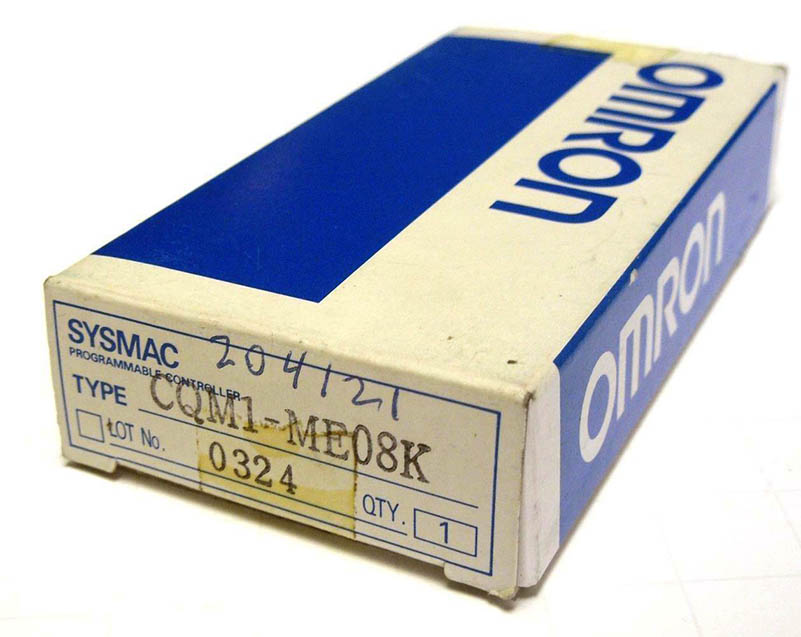 OMRON
OMRON
SYSMAC
PROGRAMMABLE CONTROLLER
204121
TYPE CQM1-ME08K
LOT No. 0324
QTY. 1